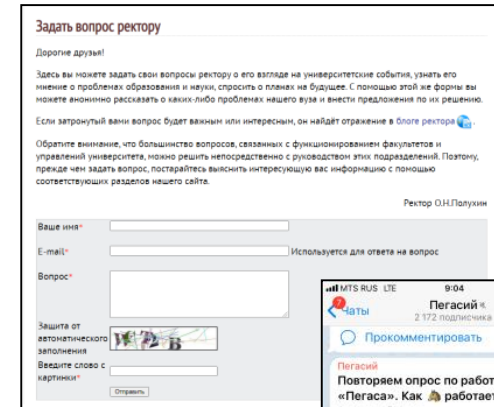 Задать вопрос ректору
Дорогие друзья!
Здесь вы можете задать свои вопросы ректору о его взгляде на университетские события, узнать его
мнение о проблемах образования и науки, спросить о планах на будущее. С помощью этой же формы вы
можете анонимно рассказать о каких-либо проблемах нашего вуза и внести предложения по их решению.
Если затронутый вами вопрос будет важным или интересным, он найдёт отражение в блоге ректора
Обратите внимание, что большинство вопросов, связанных с функционированием факультетов и
управлений университета, можно решить непосредственно с руководством этих подразделений. Поэтому,
прежде чем задать вопрос, постарайтесь выяснить интересующую вас информацию с помощью
соответствующих разделов нашего сайта.
Ректор О.Н.Полухин
Ваше имя*
E-mail* Используется для ответа на вопрос
Вопрос*
Защита от
автоматического
заполнения
Введите слово с
картинки*
Отправить
MTS RUS LTE 9:04
7
Чаты Пегасий
2 172 подписчика
Прокомментировать
Пегасий
Повторяем опрос по работ
«Пегаса». Как работает